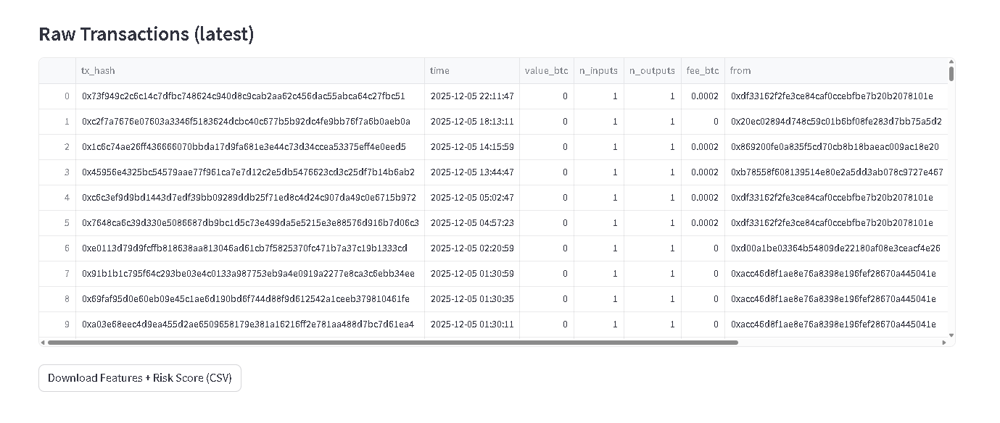 Raw Transactions (latest)
tx_hash time value_btc n_inputs n_outputs fee_btc from
0 0x73f949c2c6c14c7dfbc748624c940d8c9cab2aa62c456dac55abca64c27fbc51 2025-12-05 22:11:47 0 1 1 0.0002 0xdf33162f2fe3ce84caf0ccebfbe7b20b2078101e
1 0xc2f7a7676e07603a3346f5183624dcbc40c677b5b92dc4fe9bb76f7a6b0aeb0a 2025-12-05 18:13:11 0 1 1 0 0x20ec02894d748c59c01b6bf08fe283d7bb75a5d2
2 0x1c6c74ae26ff436666070bbda17d9fa681e3e44c73d34ccea53375eff4e0eed5 2025-12-05 14:15:59 0 1 1 0.0002 0x869200fe0a835f5cd70cb8b18baeac009ac18e20
3 0x45956e4325bc54579aae77f961ca7e7d12c2e5db5476623cd3c25df7b14b6ab2 2025-12-05 13:44:47 0 1 1 0.0002 0xb78558f608139514e80e2a5dd3ab078c9727e467
4 0xc6c3ef9d9bd1443d7edf39bb09289ddb25f71ed8c4d24c907da49c0e6715b972 2025-12-05 05:02:47 0 1 1 0.0002 0xdf33162f2fe3ce84caf0ccebfbe7b20b2078101e
5 0x7648ca6c39d330e5086687db9bc1d5c73e499da5e5215e3e88576d916b7d06c3 2025-12-05 04:57:23 0 1 1 0.0002 0xdf33162f2fe3ce84caf0ccebfbe7b20b2078101e
6 0xe0113d79d9fcffb818638aa813046ad61cb7f5825370fc471b7a37c19b1333cd 2025-12-05 02:20:59 0 1 1 0 0xd00a1be03364b54809de22180af08e3ceacf4e26
7 0x91b1b1c795f64c293be03e4c0133a987753eb9a4e0919a2277e8ca3c6ebb34ee 2025-12-05 01:30:59 0 1 1 0 0xacc46d8f1ae8e76a8398e196fef28670a445041e
8 0x69faf95d0e60eb09e45c1ae6d190bd6f744d88f9d612542a1ceeb379810461fe 2025-12-05 01:30:35 0 1 1 0 0xacc46d8f1ae8e76a8398e196fef28670a445041e
9 0xa03e68eec4d9ea455d2ae6509658179e381a16216ff2e781aa488d7bc7d61ea4 2025-12-05 01:30:11 0 1 1 0 0xacc46d8f1ae8e76a8398e196fef28670a445041e
Download Features + Risk Score (CSV)